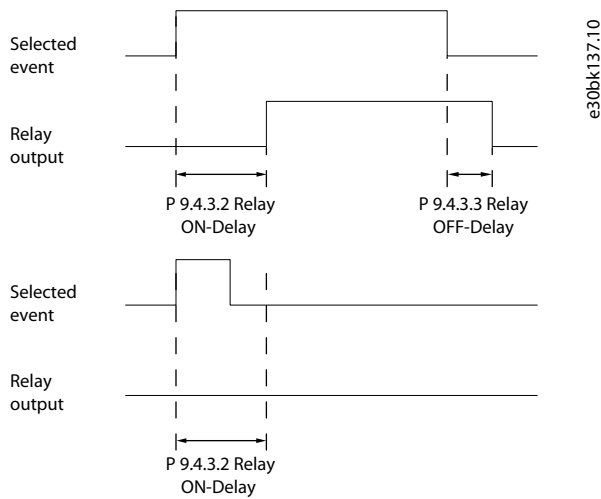 Selected
event
e30bk137.10
Relay
output
P 9.4.3.2 Relay
ON-Delay
P 9.4.3.3 Relay
OFF-Delay
Selected
event
Relay
output
P 9.4.3.2 Relay
ON-Delay